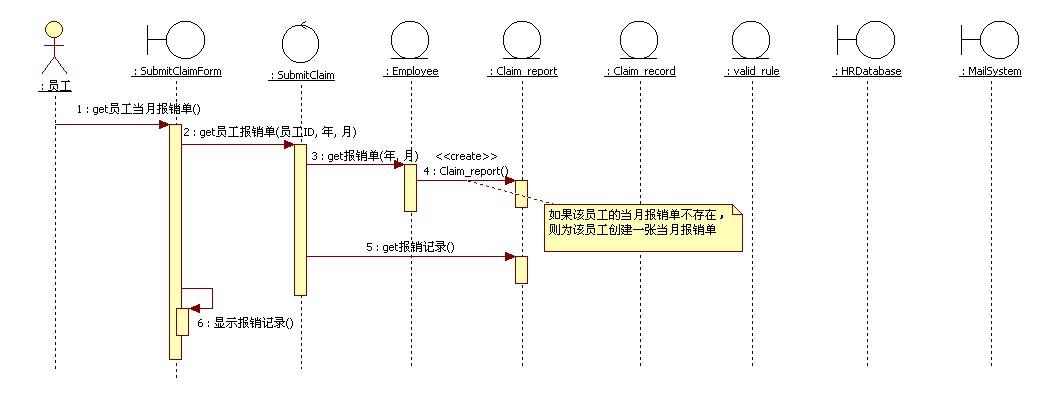 : 员工
: SubmitClaimForm
: SubmitClaim
: Employee
: Claim_report
: Claim_record
: valid_rule
: HRDatabase
: MailSystem
1 : get员工当月报销单()
2 : get员工报销单(员工ID, 年, 月)
3 : get报销单(年, 月)
<<create>>
4 : Claim_report()
如果该员工的当月报销单不存在，
则为该员工创建一张当月报销单
5 : get报销记录()
6 : 显示报销记录()